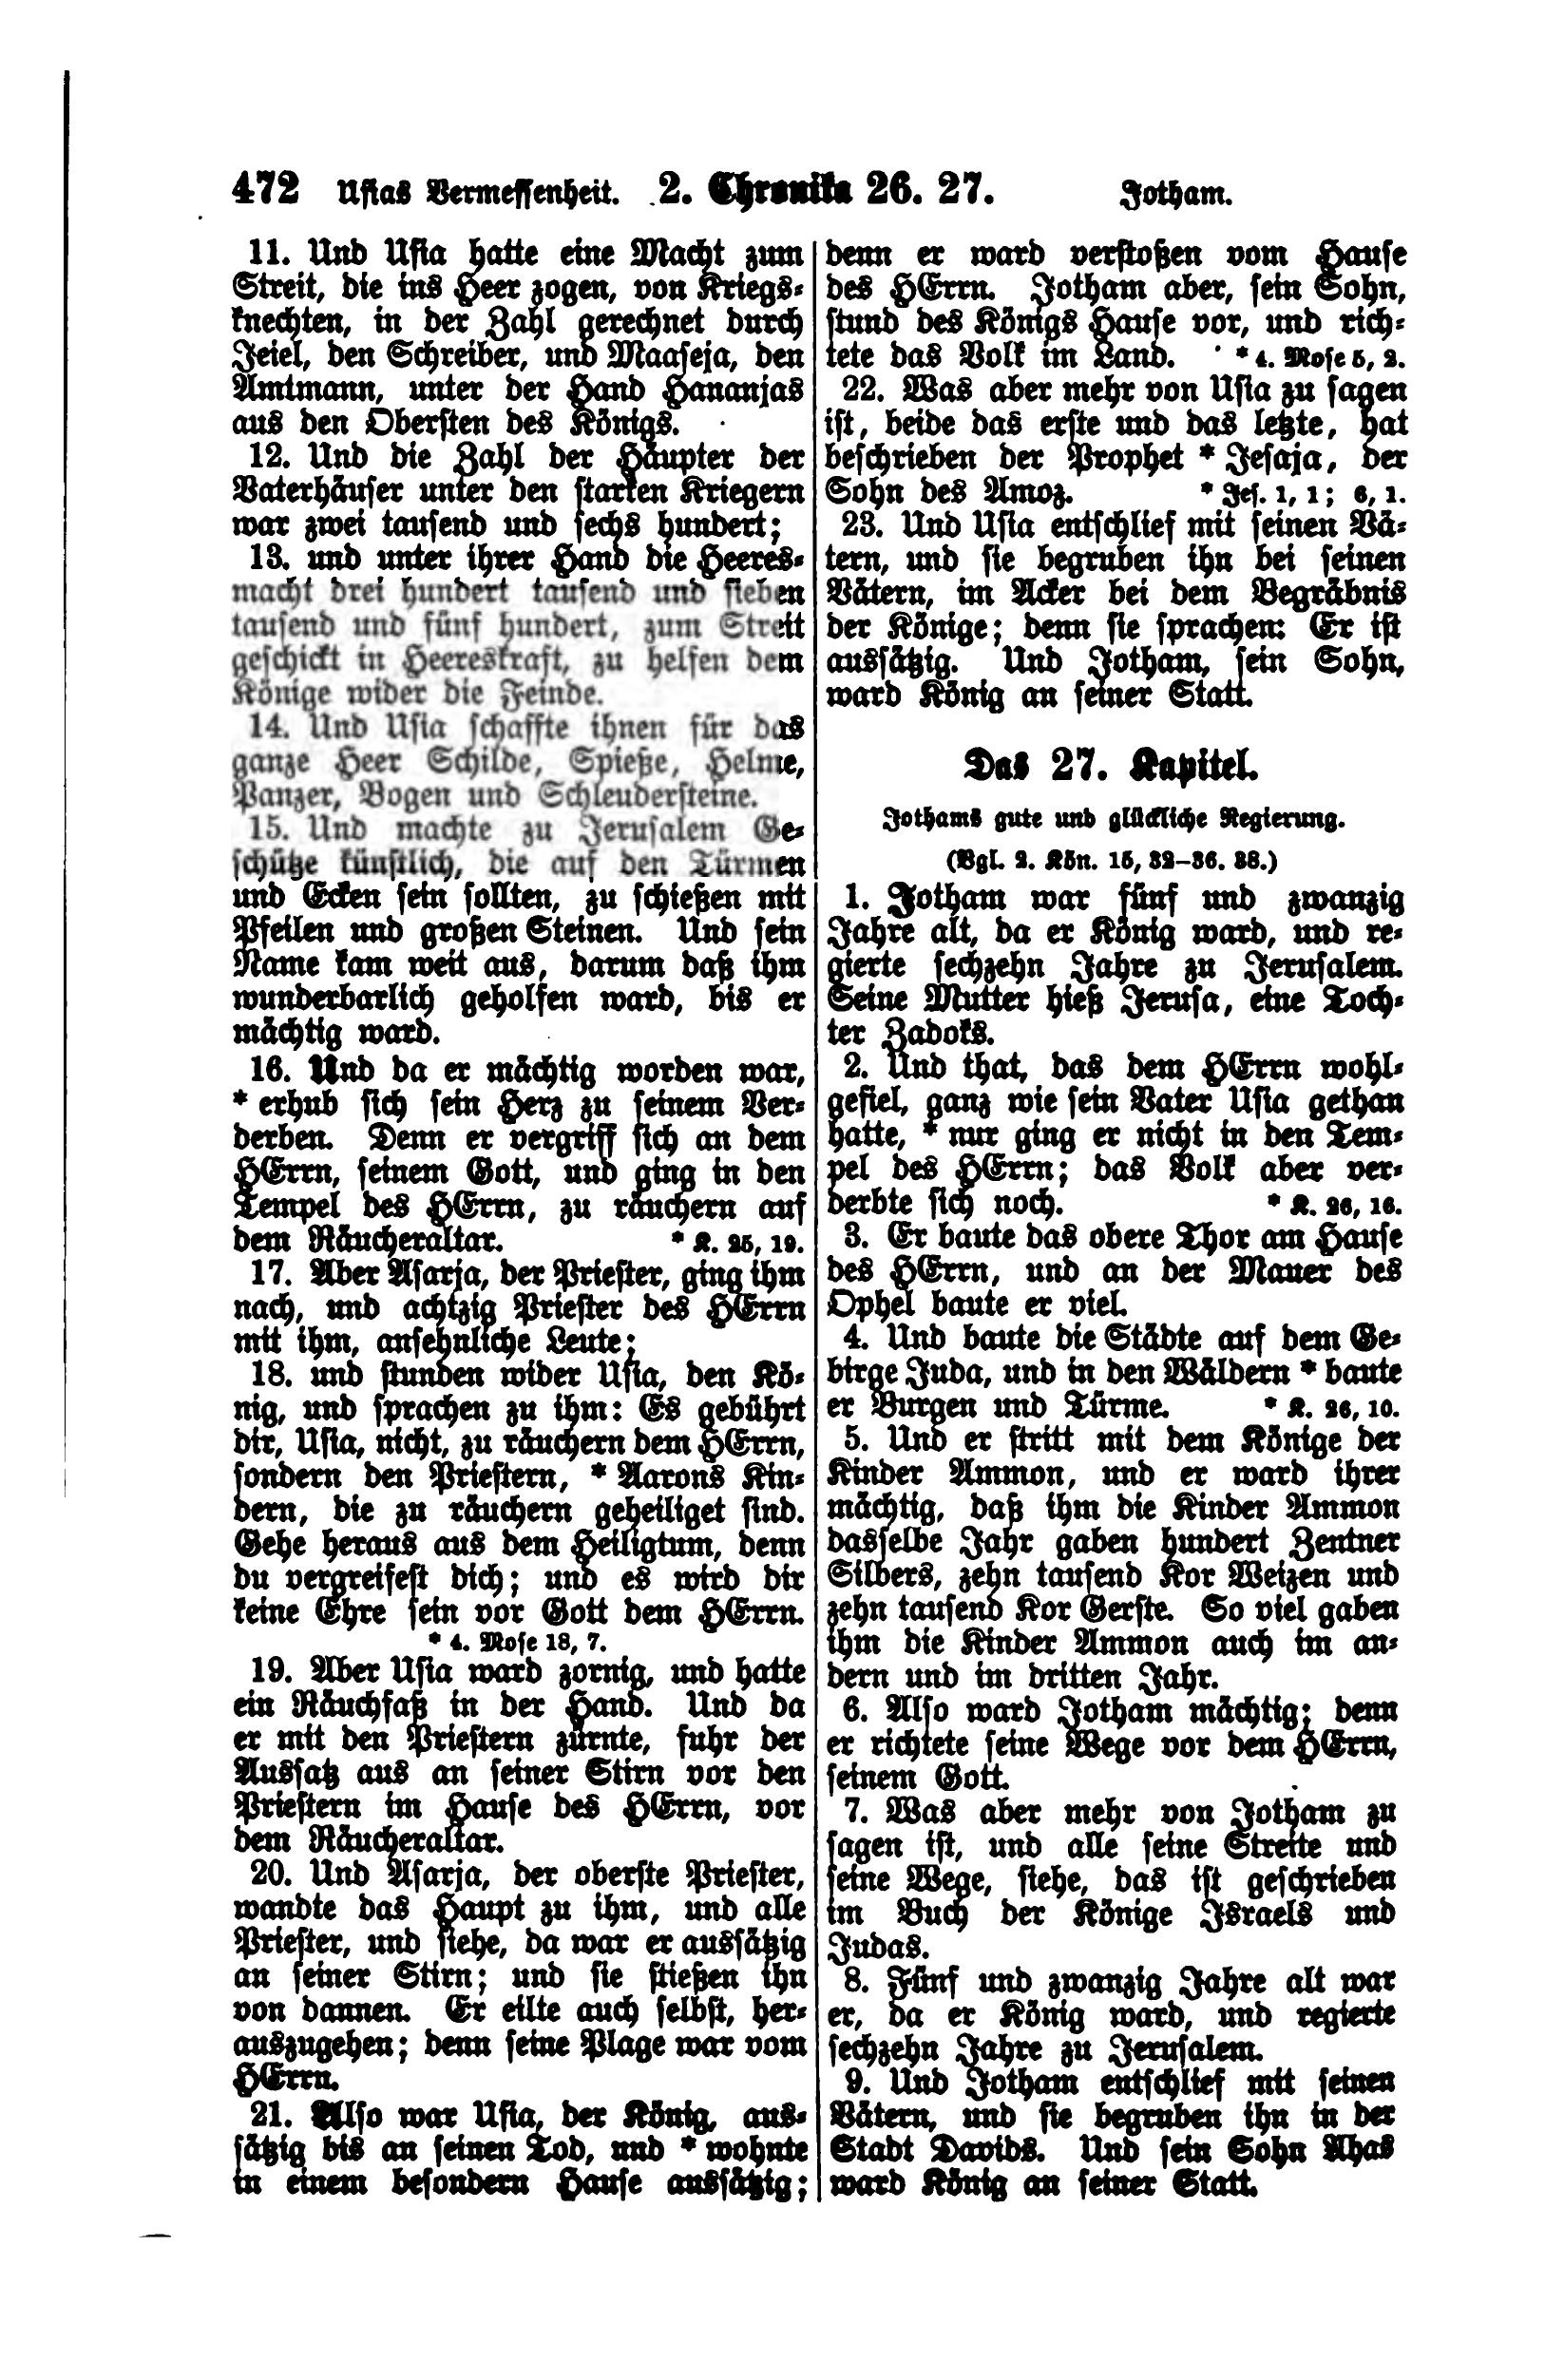 472 Usias Vermessenheit. 2. Chronika 26. 27. Jotham.
11. Und Usia hatte eine Macht zum
Streit, die ins Heer zogen, von Kriegs-
knechten, in der Zahl gerechnet durch
Jeiel, den Schreiber, und Maaseja, den
Amtmann, unter der Hand Hananjas
aus den Obersten des Königs.
12. Und die Zahl der Häupter der
Vaterhäuser unter den starken Kriegern
war zwei tausend und sechs hundert;
13. und unter ihrer Hand die Heeres-
macht drei hundert tausend und sieben
tausend und fünf hundert, zum Streit
geschickt in Heereskraft, zu helfen dem
Könige wider die Feinde.
14. Und Usia schaffte ihnen für das
ganze Heer Schilde, Spieße, Helme,
Panzer, Bogen und Schleudersteine.
15. Und machte zu Jerusalem Ge-
schütze künstlich, die auf den Türmen
und Ecken sein sollten, zu schießen mit
Pfeilen und großen Steinen. Und sein
Name kam weit aus, darum daß ihm
wunderbarlich geholfen ward, bis er
mächtig ward.
16. Und da er mächtig worden war,
* erhub sich sein Herz zu seinem Ver-
derben. Denn er vergriff sich an dem
HErrn, seinem Gott, und ging in den
Tempel des HErrn, zu räuchern auf
dem Räucheraltar. * K. 25, 19.
17. Aber Asarja, der Priester, ging ihm
nach, und achtzig Priester des HErrn
mit ihm, ansehnliche Leute;
18. und stunden wider Usia, den Kö-
nig, und sprachen zu ihm: Es gebührt
dir, Usia, nicht, zu räuchern dem HErrn,
sondern den Priestern, * Aarons Kin-
dern, die zu räuchern geheiliget sind.
Gehe heraus aus dem Heiligtum, denn
du vergreifest dich; und es wird dir
keine Ehre sein vor Gott dem HErrn.
* 4. Mose 18, 7.
19. Aber Usia ward zornig, und hatte
ein Räuchfaß in der Hand. Und da
er mit den Priestern zürnte, fuhr der
Aussatz aus an seiner Stirn vor den
Priestern im Hause des HErrn, vor
dem Räucheraltar.
20. Und Asarja, der oberste Priester,
wandte das Haupt zu ihm, und alle
Priester, und siehe, da war er aussätzig
an seiner Stirn; und sie stießen ihn
von dannen. Er eilte auch selbst, her-
auszugehen; denn seine Plage war vom
HErrn.
21. Also war Usia, der König, aus-
sätzig bis an seinen Tod, und * wohnte
in einem besondern Hause aussätzig;
denn er ward verstoßen vom Hause
des HErrn. Jotham aber, sein Sohn,
stund des Königs Hause vor, und rich-
tete das Volk im Land. * 4. Mose 5, 2.
22. Was aber mehr von Usia zu sagen
ist, beide das erste und das letzte, hat
beschrieben der Prophet * Jesaja, der
Sohn des Amoz. * Jes. 1, 1; 6, 1.
23. Und Usia entschlief mit seinen Vä-
tern, und sie begruben ihn bei seinen
Vätern, im Acker bei dem Begräbnis
der Könige; denn sie sprachen: Er ist
aussätzig. Und Jotham, sein Sohn,
ward König an seiner Statt.
Das 27. Kapitel.
Jothams gute und glückliche Regierung.
(Vgl. 2. Kön. 15, 32–36. 38.)
1. Jotham war fünf und zwanzig
Jahre alt, da er König ward, und re-
gierte sechzehn Jahre zu Jerusalem.
Seine Mutter hieß Jerusa, eine Toch-
ter Zadoks.
2. Und that, das dem HErrn wohl-
gefiel, ganz wie sein Vater Usia gethan
hatte, * nur ging er nicht in den Tem-
pel des HErrn; das Volk aber ver-
derbte sich noch. * K. 26, 16.
3. Er baute das obere Thor am Hause
des HErrn, und an der Mauer des
Ophel baute er viel.
4. Und baute die Städte auf dem Ge-
birge Juda, und in den Wäldern * baute
er Burgen und Türme. * K. 26, 10.
5. Und er stritt mit dem Könige der
Kinder Ammon, und er ward ihrer
mächtig, daß ihm die Kinder Ammon
dasselbe Jahr gaben hundert Zentner
Silbers, zehn tausend Kor Weizen und
zehn tausend Kor Gerste. So viel gaben
ihm die Kinder Ammon auch im an-
dern und im dritten Jahr.
6. Also ward Jotham mächtig; denn
er richtete seine Wege vor dem HErrn,
seinem Gott.
7. Was aber mehr von Jotham zu
sagen ist, und alle seine Streite und
seine Wege, siehe, das ist geschrieben
im Buch der Könige Israels und
Judas.
8. Fünf und zwanzig Jahre alt war
er, da er König ward, und regierte
sechzehn Jahre zu Jerusalem.
9. Und Jotham entschlief mit seinen
Vätern, und sie begruben ihn in der
Stadt Davids. Und sein Sohn Ahas
ward König an seiner Statt.